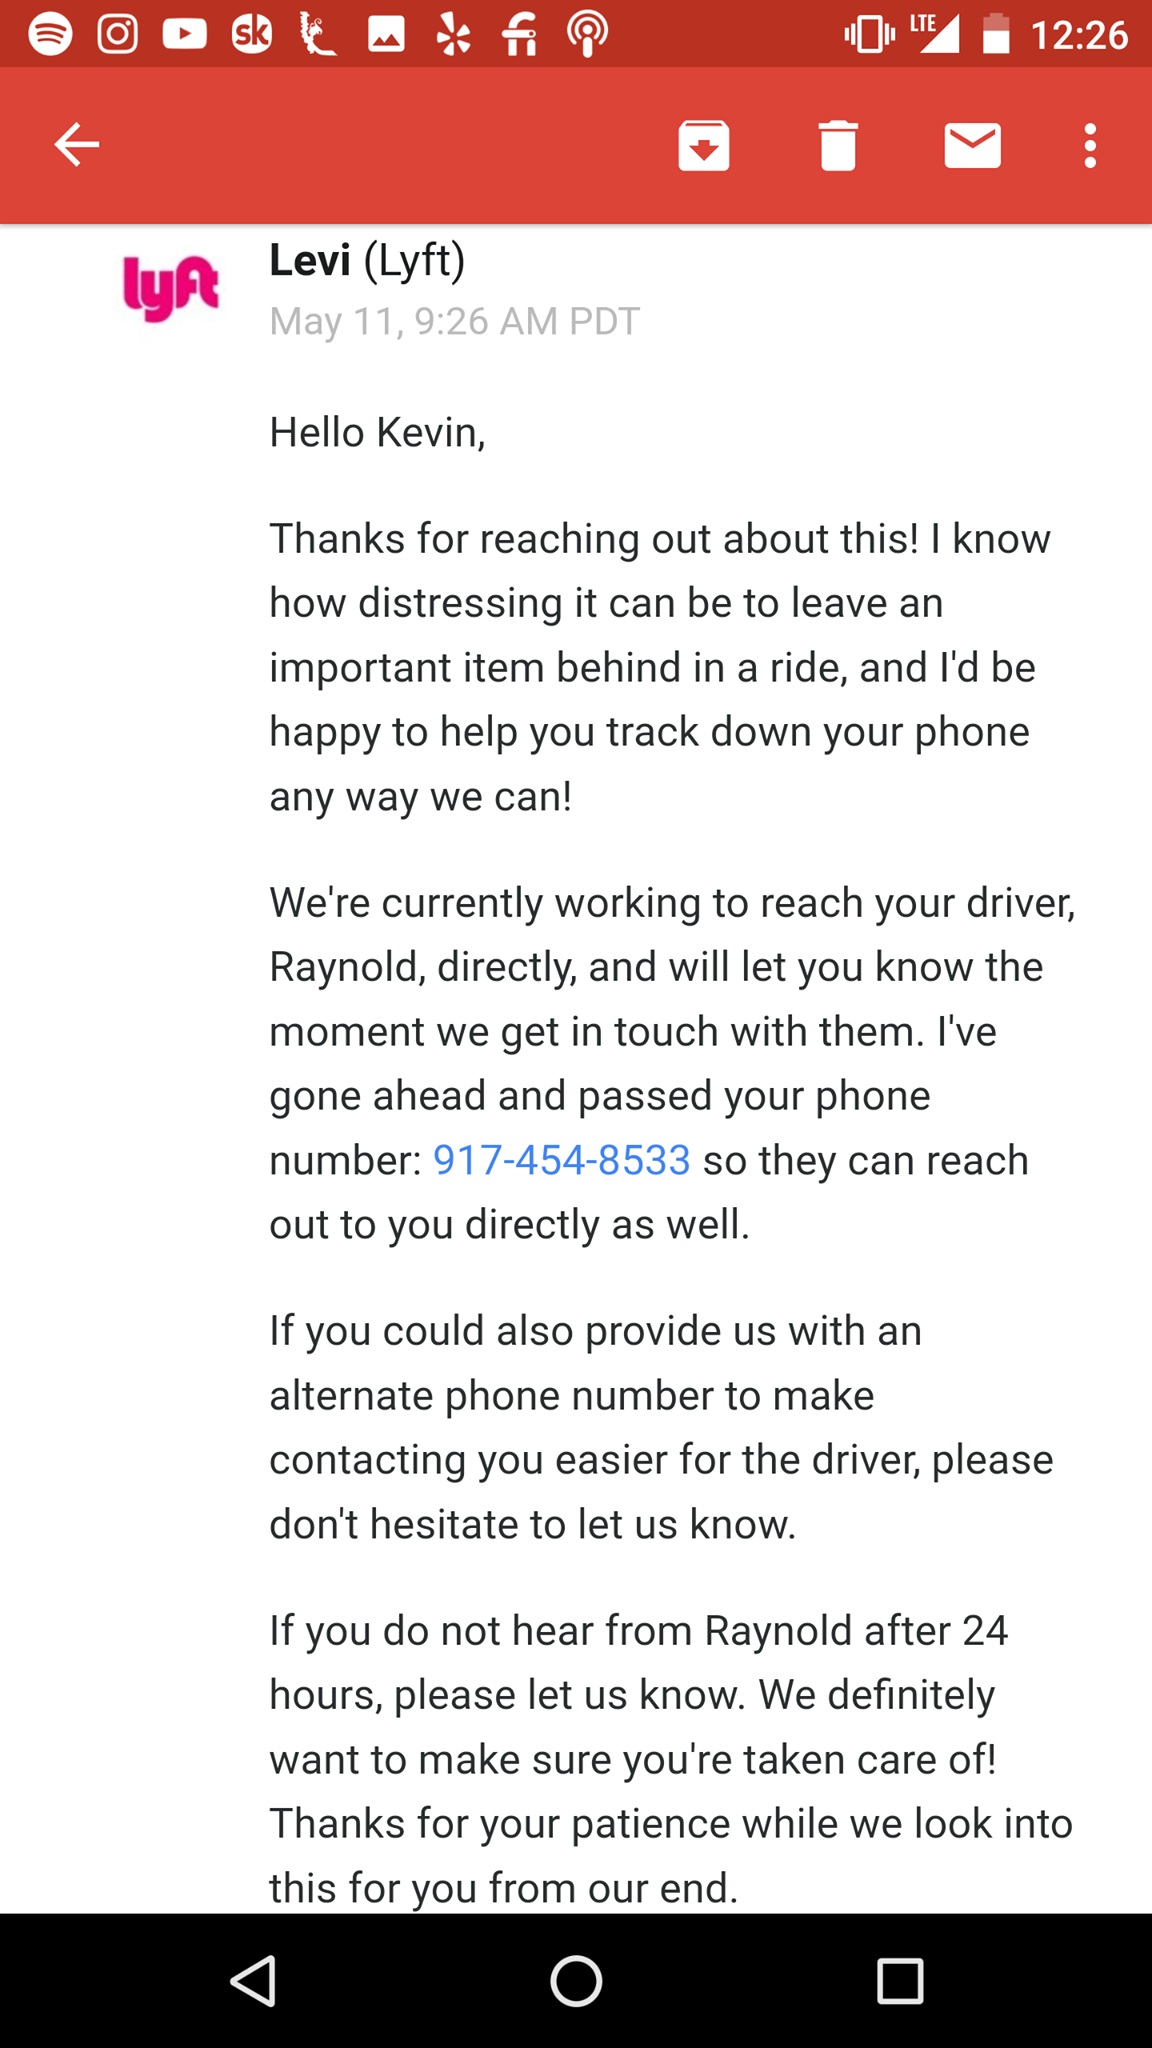 SK LTE 12:26
lyft
Levi (Lyft)
May 11, 9:26 AM PDT
Hello Kevin,
Thanks for reaching out about this! I know
how distressing it can be to leave an
important item behind in a ride, and I'd be
happy to help you track down your phone
any way we can!
We're currently working to reach your driver,
Raynold, directly, and will let you know the
moment we get in touch with them. I've
gone ahead and passed your phone
number: 917-454-8533 so they can reach
out to you directly as well.
If you could also provide us with an
alternate phone number to make
contacting you easier for the driver, please
don't hesitate to let us know.
If you do not hear from Raynold after 24
hours, please let us know. We definitely
want to make sure you're taken care of!
Thanks for your patience while we look into
this for you from our end.